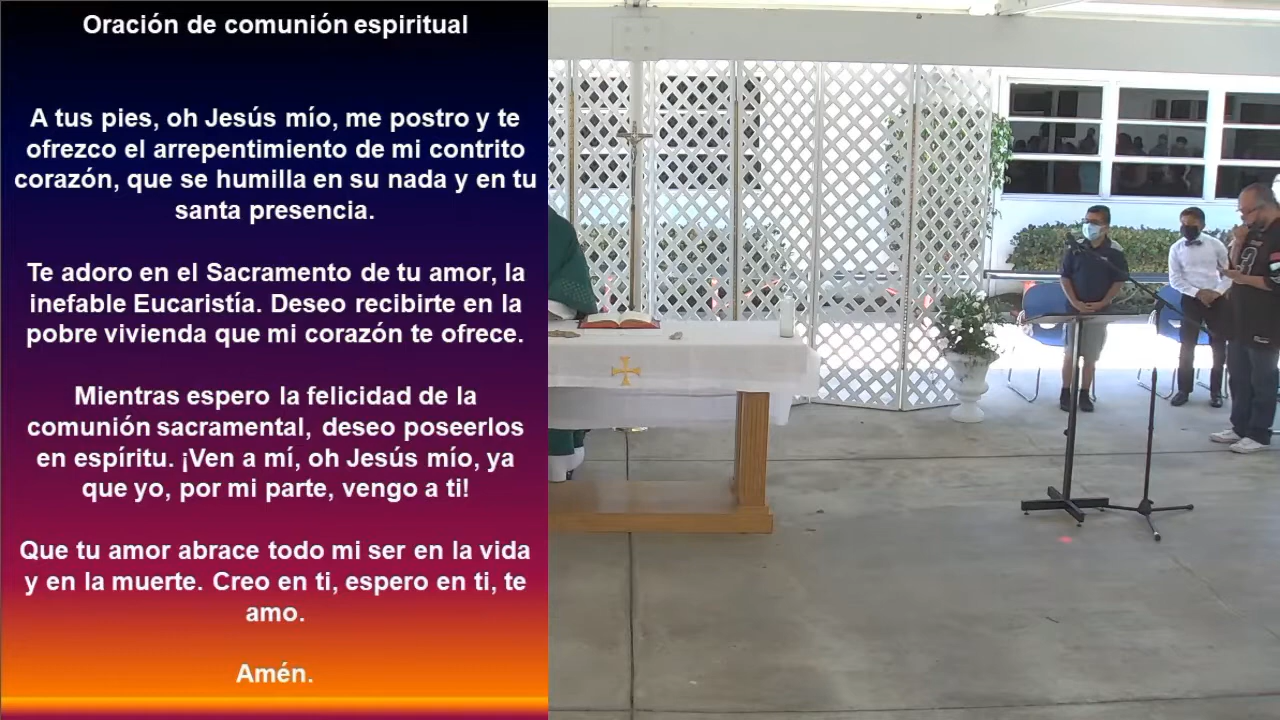 Oración de comunión espiritual
A tus pies, oh Jesús mío, me postro y te
ofrezco el arrepentimiento de mi contrito
corazón, que se humilla en su nada y en tu
santa presencia.
Te adoro en el Sacramento de tu amor, la
inefable Eucaristía. Deseo recibirte en la
pobre vivienda que mi corazón te ofrece.
Mientras espero la felicidad de la
comunión sacramental, deseo poseerlos
en espíritu. ¡Ven a mí, oh Jesús mío, ya
que yo, por mi parte, vengo a ti!
Que tu amor abrace todo mi ser en la vida
y en la muerte. Creo en ti, espero en ti, te
amo.
Amén.